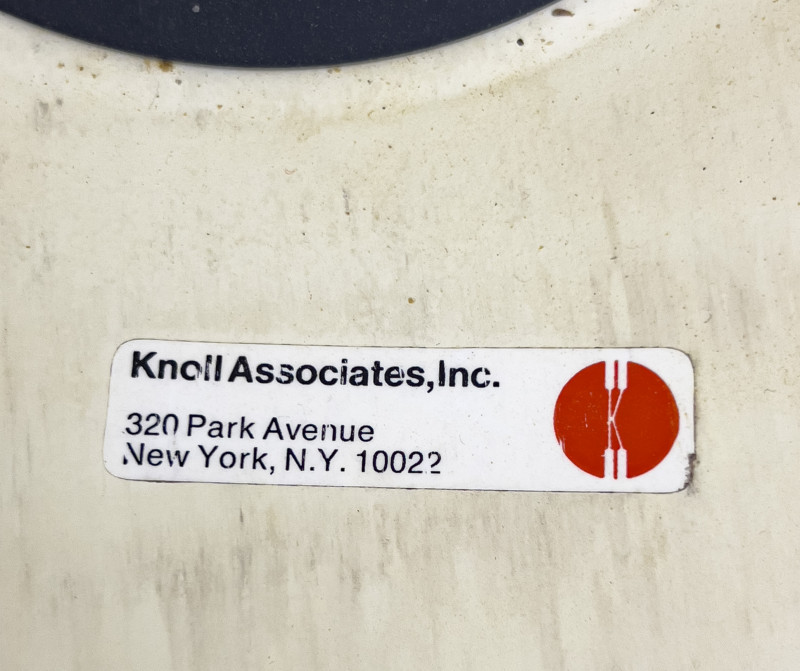 Knoll Associates, Inc.
320 Park Avenue
New York, N.Y. 10022